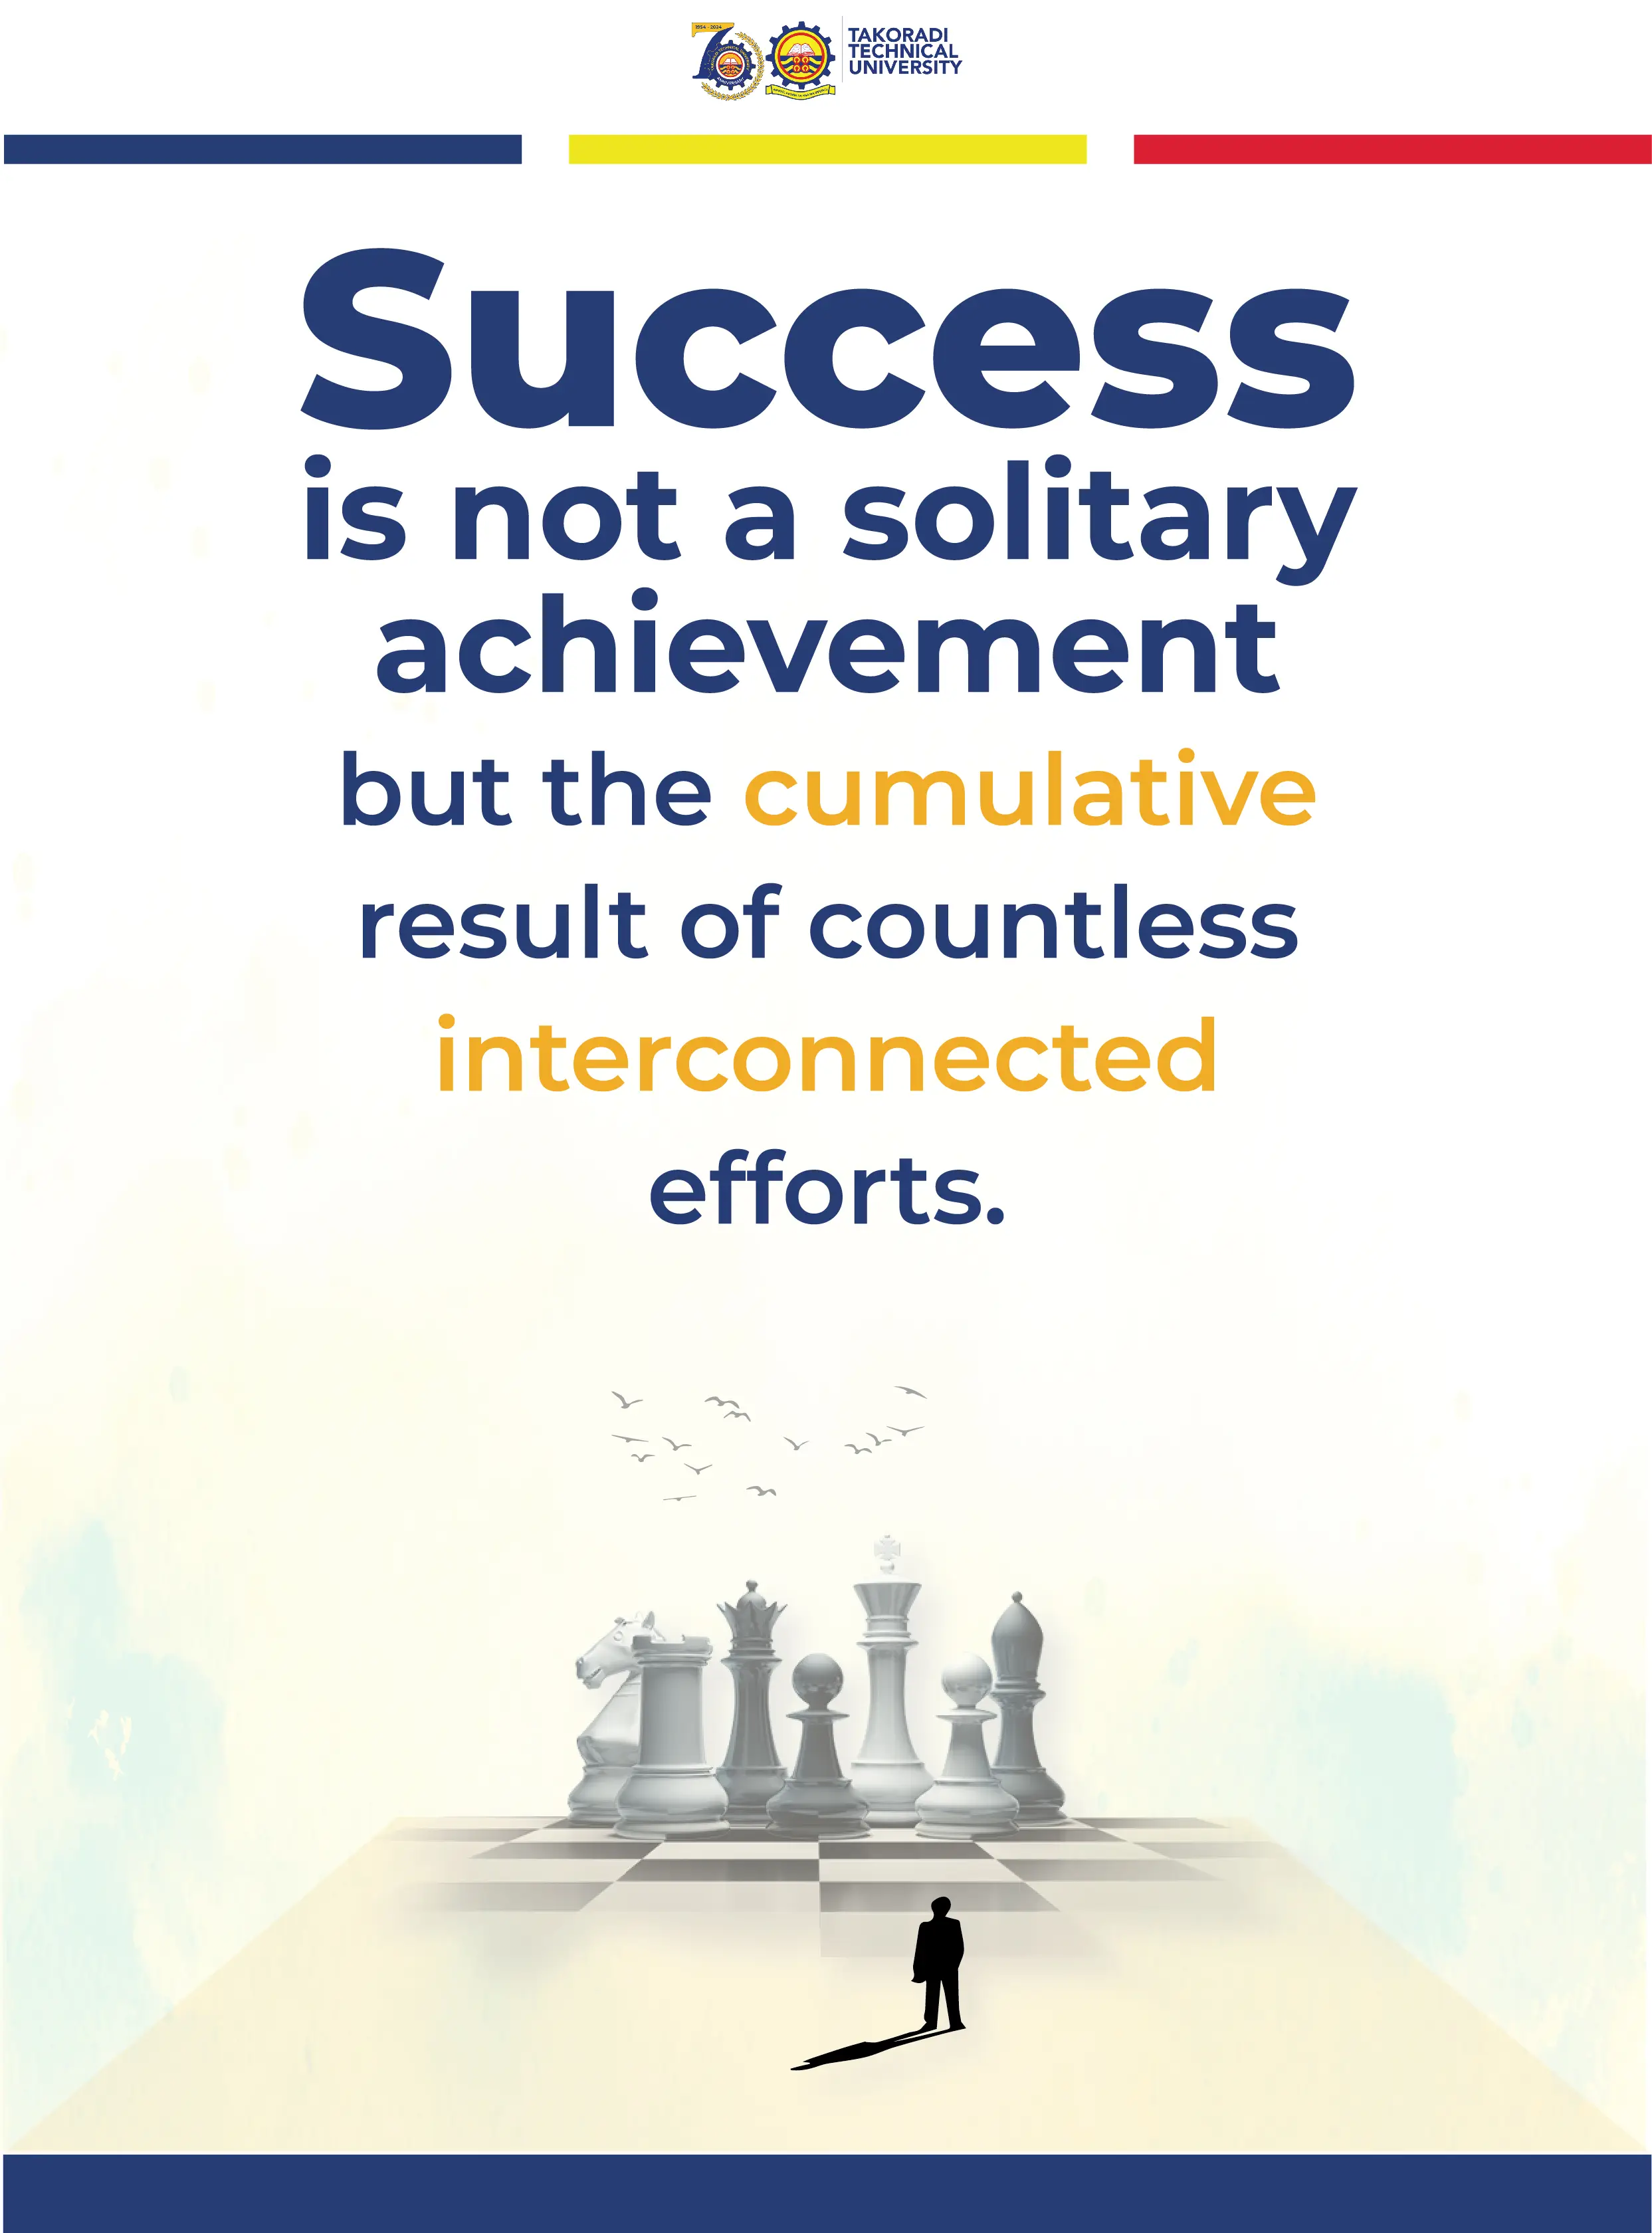 1954 - 2024
TAKORADI
TECHNICAL
UNIVERSITY
Success
is not a solitary
achievement
but the cumulative
result of countless
interconnected
efforts.